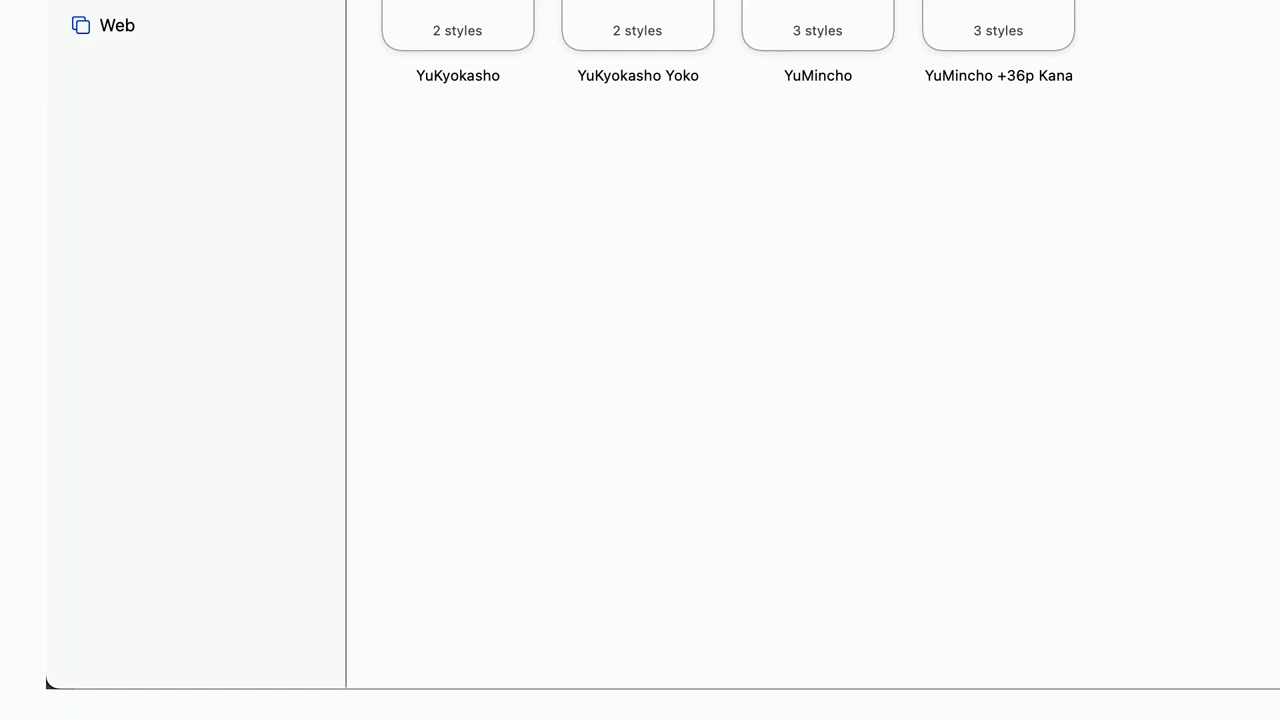 Web
2 styles
2 styles
3 styles
3 styles
YuKyokasho
YuKyokasho Yoko
YuMincho
YuMincho +36p Kana